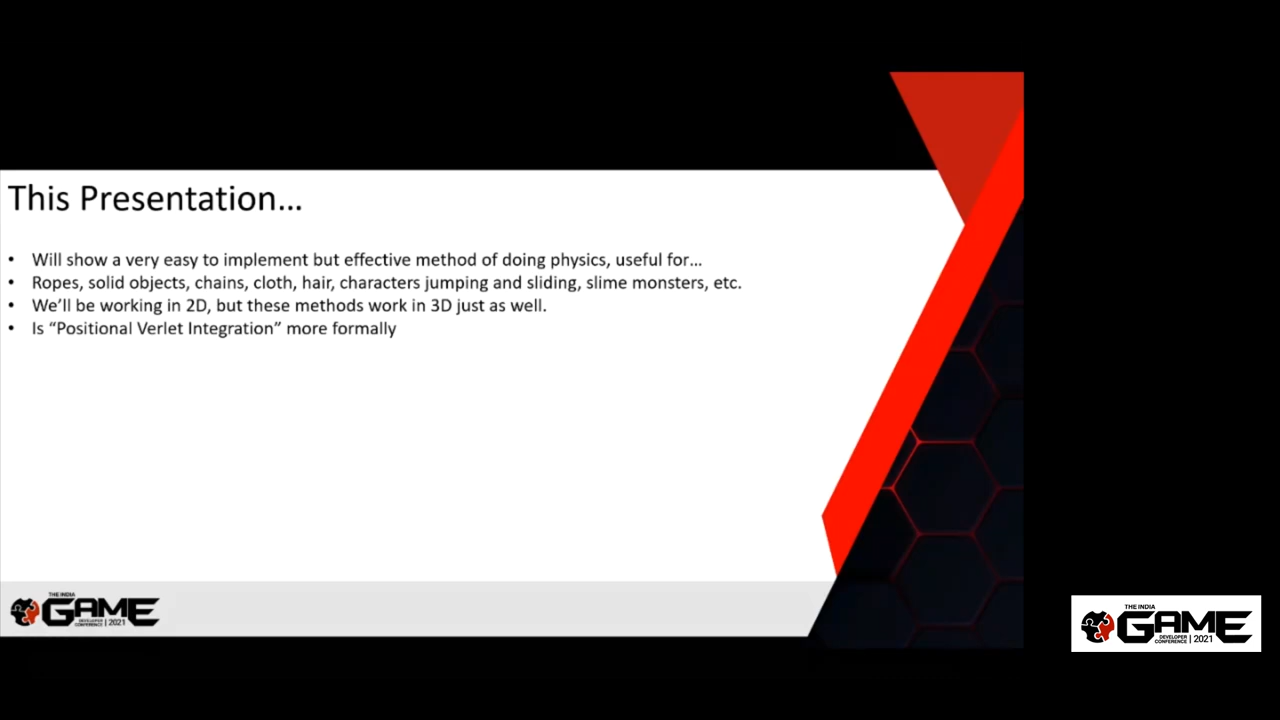 This Presentation...
• Will show a very easy to implement but effective method of doing physics, useful for...
• Ropes, solid objects, chains, cloth, hair, characters jumping and sliding, slime monsters, etc.
• We'll be working in 2D, but these methods work in 3D just as well.
• Is “Positional Verlet Integration” more formally
THE INDIA
GAME
DEVELOPER
CONFERENCE | 2021
THE INDIA
GAME
DEVELOPER
CONFERENCE | 2021